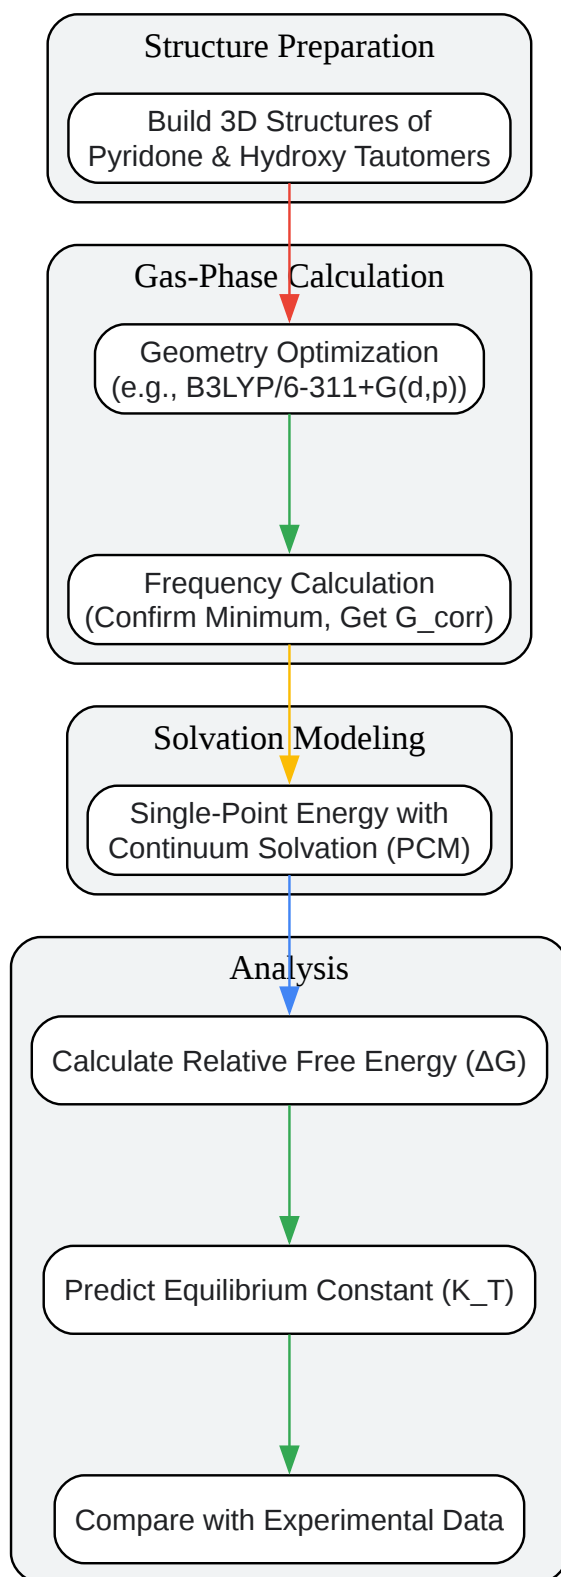 Structure Preparation
Build 3D Structures of
Pyridone & Hydroxy Tautomers
Gas-Phase Calculation
Geometry Optimization
(e.g., B3LYP/6-311+G(d,p))
Frequency Calculation
(Confirm Minimum, Get G_corr)
Solvation Modeling
Single-Point Energy with
Continuum Solvation (PCM)
Analysis
Calculate Relative Free Energy (ΔG)
Predict Equilibrium Constant (K_T)
Compare with Experimental Data